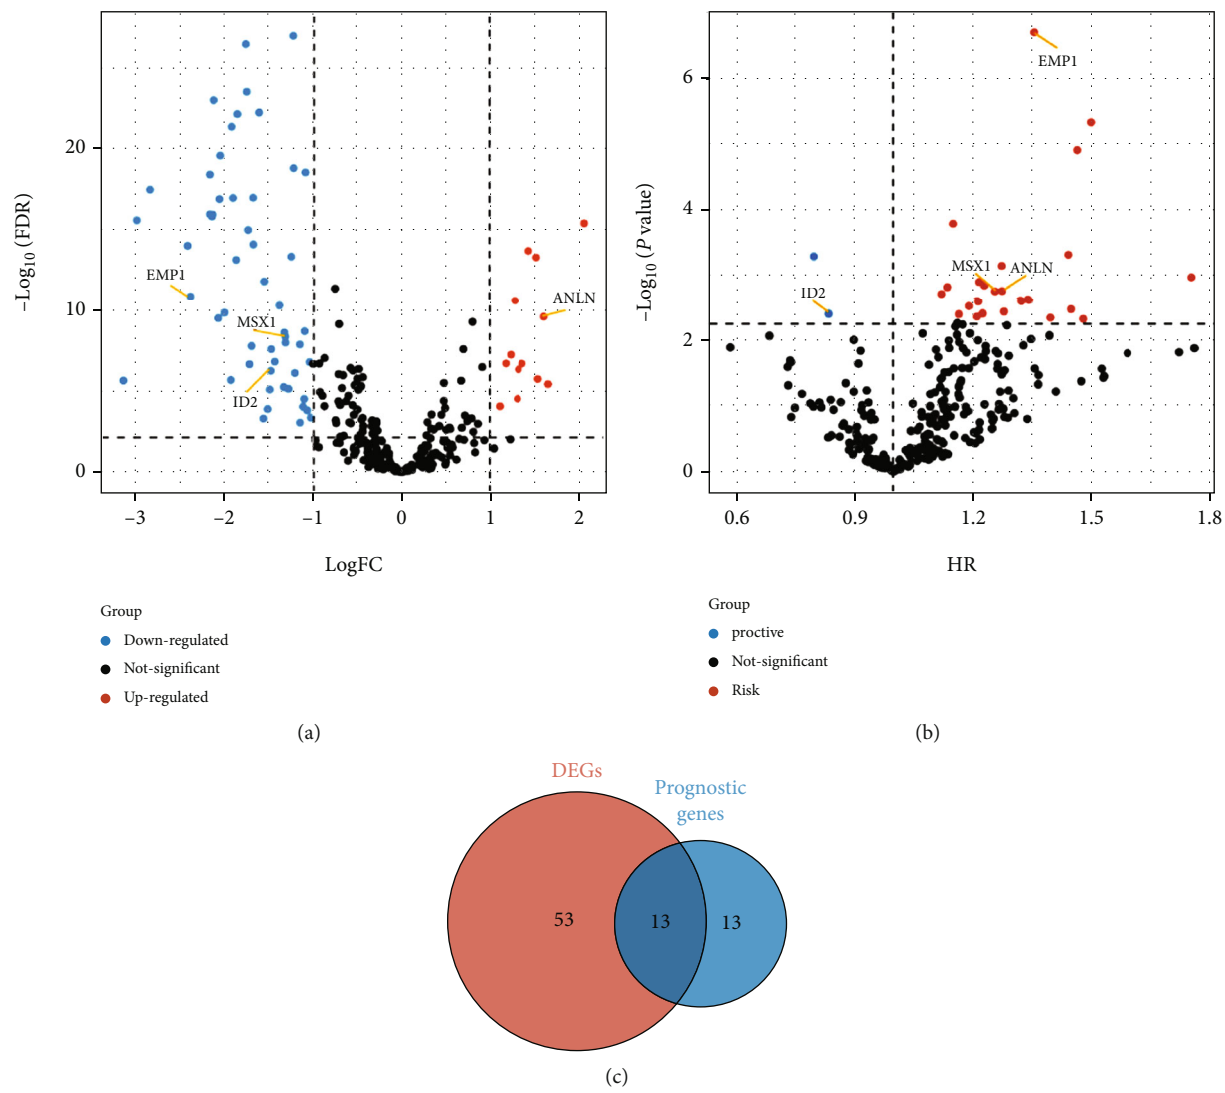 −Log10 (FDR)
20
10
0
EMP1
MSX1
ID2
ANLN
−3
−2
−1
0
1
2
LogFC
Group
Down-regulated
Not-significant
Up-regulated
(a)
−Log10 (P value)
6
4
2
0
EMP1
MSX1
ANLN
ID2
0.6
0.9
1.2
1.5
1.8
HR
Group
proctive
Not-significant
Risk
(b)
DEGs
Prognostic
genes
53
13
13
(c)